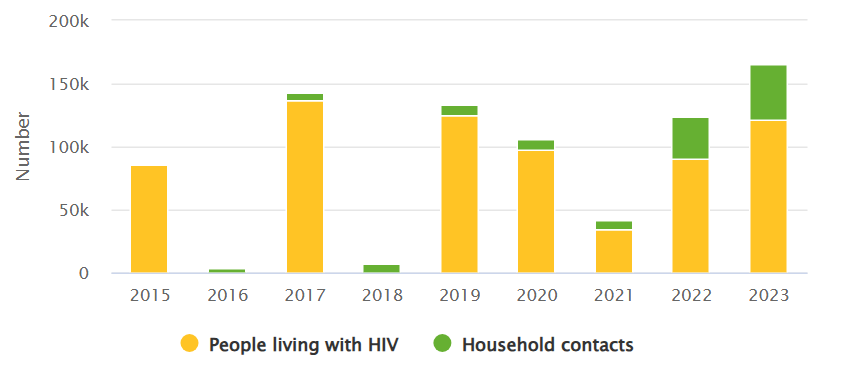 200k
150k
100k
50k
0
Number
2015 2016 2017 2018 2019 2020 2021 2022 2023
People living with HIV Household contacts